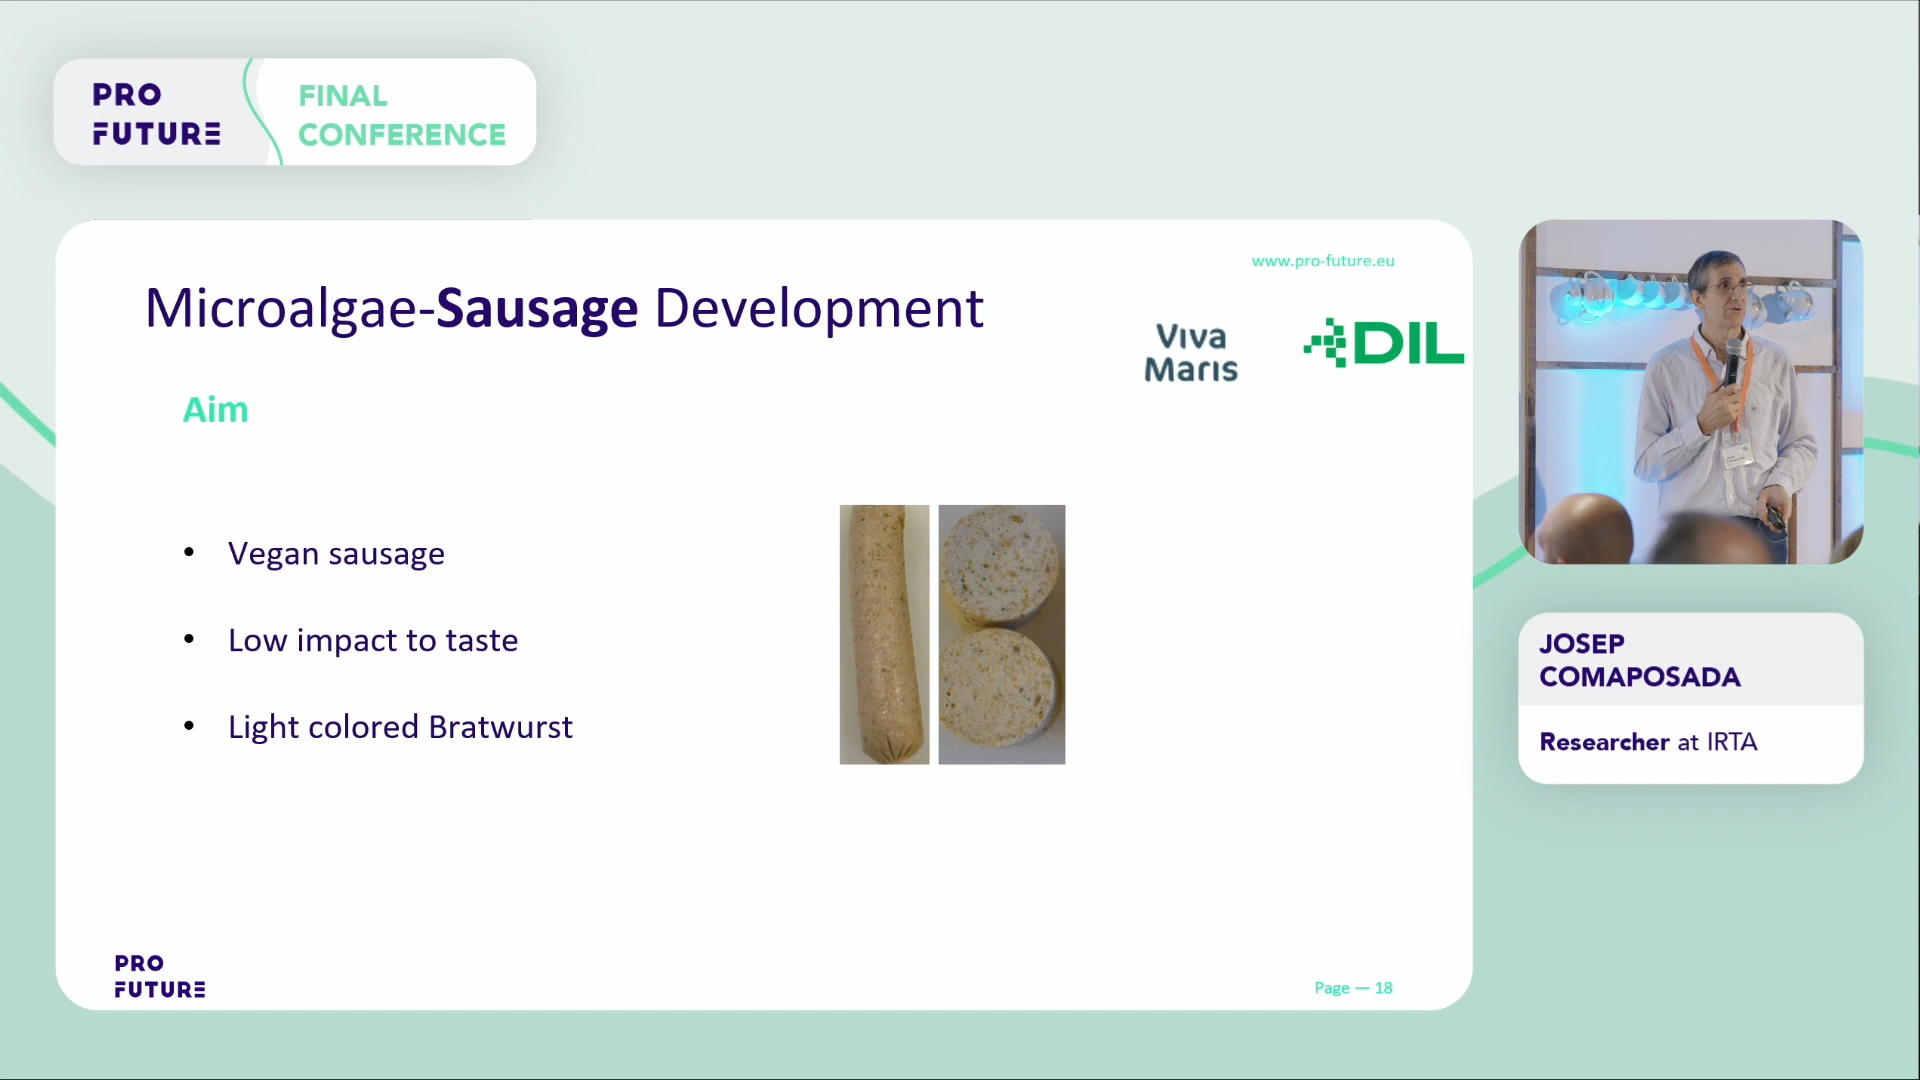 PRO
FUTURE
FINAL
CONFERENCE
www.pro-future.eu
Microalgae-Sausage Development
Viva
Maris
DIL
Aim
• Vegan sausage
• Low impact to taste
• Light colored Bratwurst
PRO
FUTURE
Page — 18
JOSEP
COMAPOSADA
Researcher at IRTA